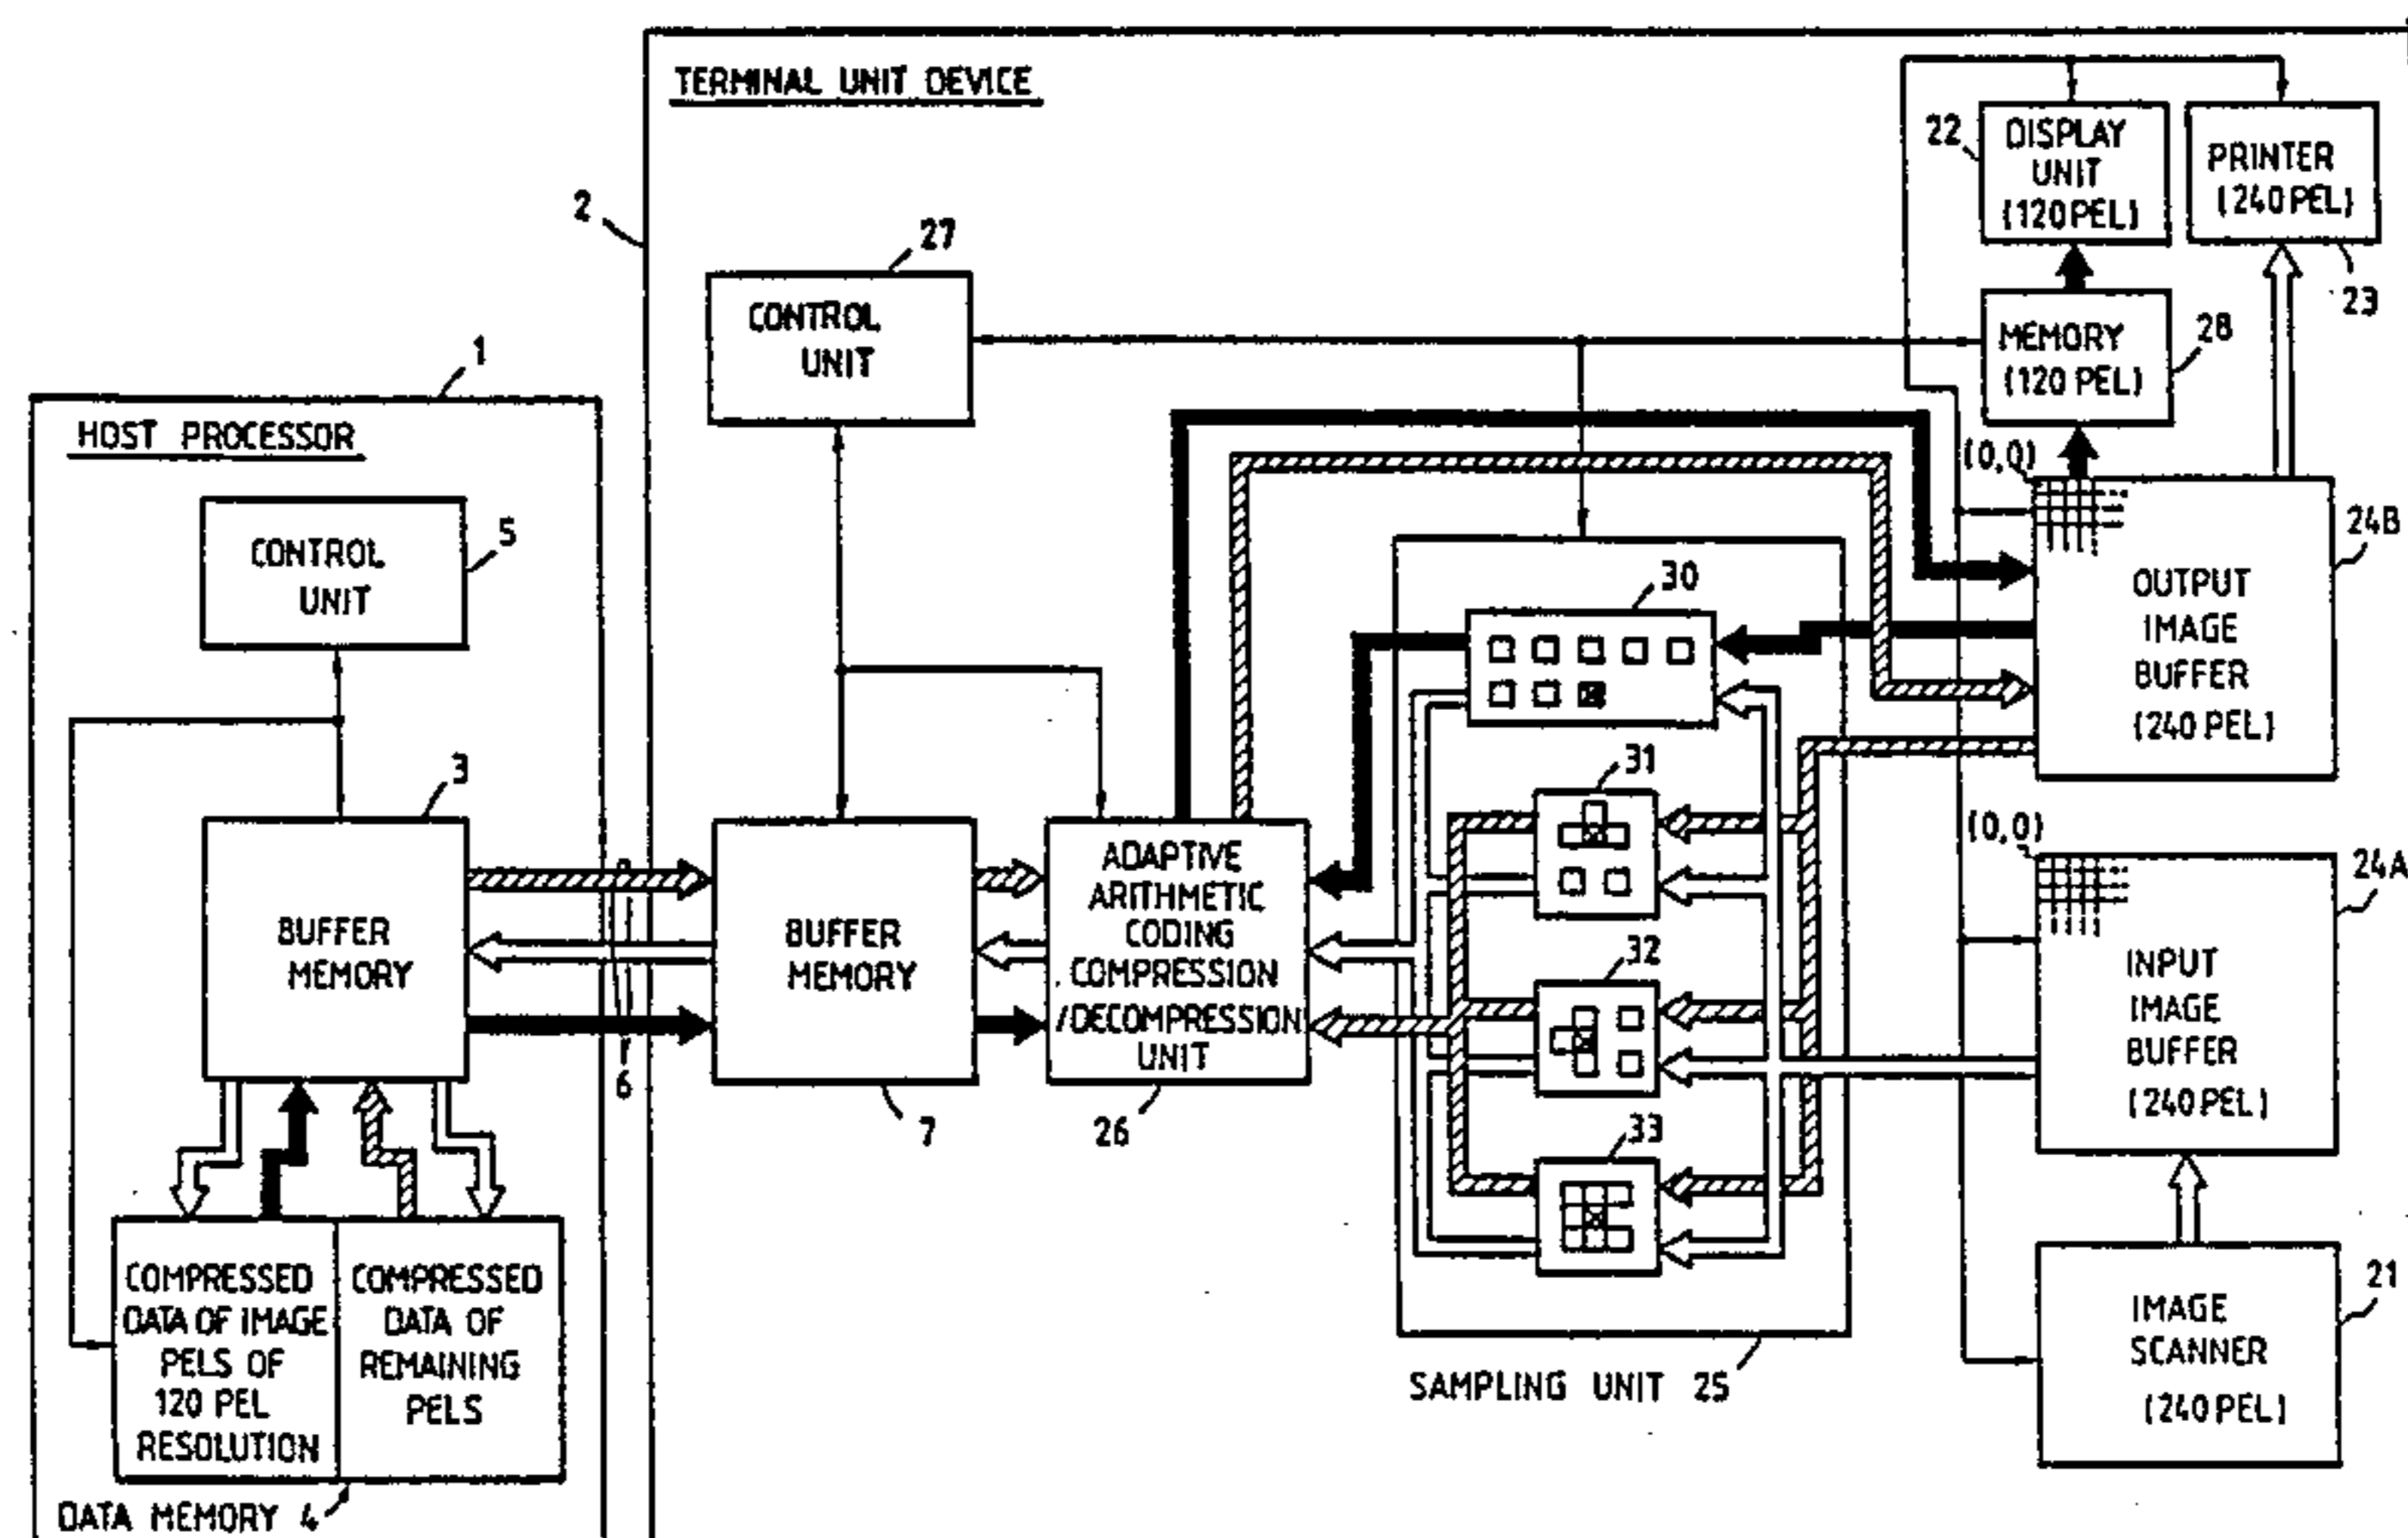 TERMINAL UNIT DEVICE
22
DISPLAY
UNIT
(120 PEL)
PRINTER
(240 PEL)
23
2
27
CONTROL
UNIT
MEMORY
(120 PEL)
28
1
HOST PROCESSOR
(0,0)
24B
OUTPUT
IMAGE
BUFFER
(240 PEL)
CONTROL
UNIT
5
30
31
32
33
3
BUFFER
MEMORY
6
BUFFER
MEMORY
7
ADAPTIVE
ARITHMETIC
CODING
COMPRESSION
/DECOMPRESSION
UNIT
26
(0,0)
24A
INPUT
IMAGE
BUFFER
(240 PEL)
COMPRESSED
DATA OF IMAGE
PELS OF
120 PEL
RESOLUTION
COMPRESSED
DATA OF
REMAINING
PELS
DATA MEMORY 4
SAMPLING UNIT 25
21
IMAGE
SCANNER
(240 PEL)